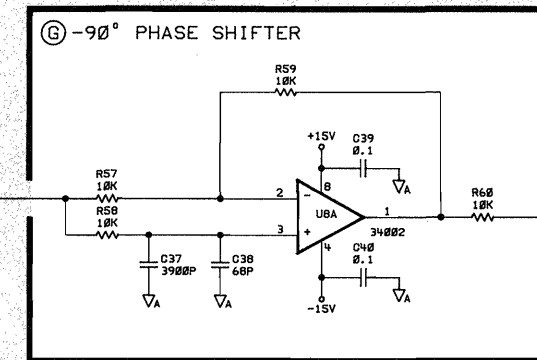 G -90° PHASE SHIFTER
R59
10K
+15V
C39
0.1
A
R57
10K
8
R60
10K
2
-
U8A
1
R58
10K
3
+
34002
4
C37
3900P
C38
68P
C40
0.1
A
A
-15V
A